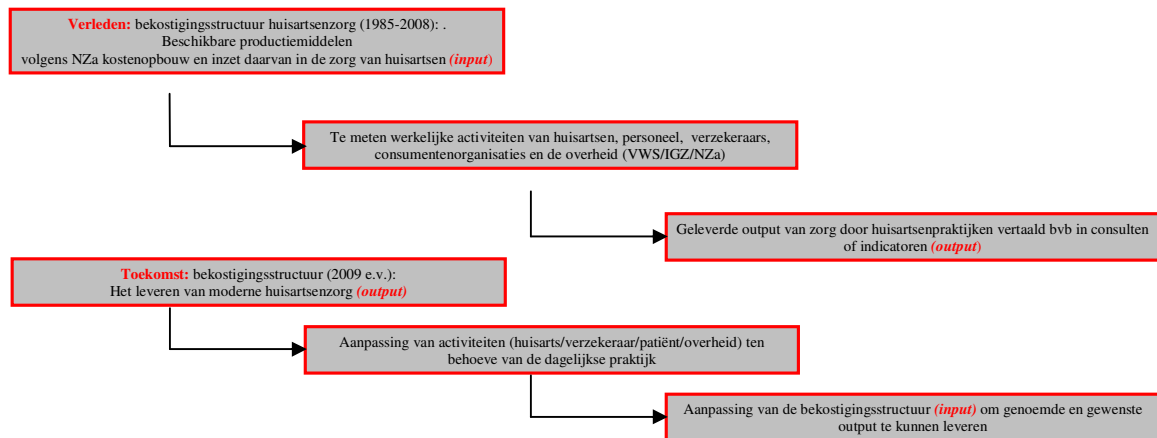 Verleden: bekostigingsstructuur huisartsenzorg (1985-2008): .
Beschikbare productiemiddelen
volgens NZa kostenopbouw en inzet daarvan in de zorg van huisartsen (input)
Te meten werkelijke activiteiten van huisartsen, personeel, verzekeraars,
consumentenorganisaties en de overheid (VWS/IGZ/NZa)
Geleverde output van zorg door huisartsenpraktijken vertaald bvb in consulten
of indicatoren (output)
Toekomst: bekostigingsstructuur (2009 e.v.):
Het leveren van moderne huisartsenzorg (output)
Aanpassing van activiteiten (huisarts/verzekeraar/patiënt/overheid) ten
behoeve van de dagelijkse praktijk
Aanpassing van de bekostigingsstructuur (input) om genoemde en gewenste
output te kunnen leveren